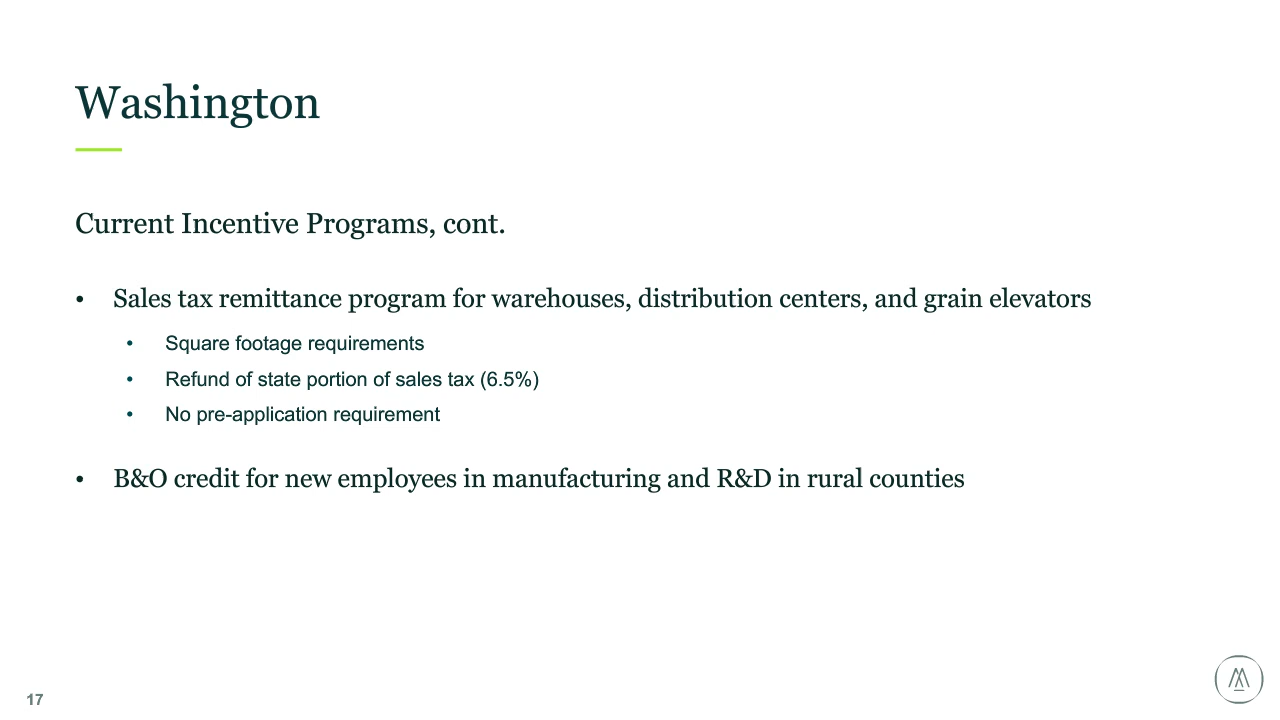 Washington
Current Incentive Programs, cont.
• Sales tax remittance program for warehouses, distribution centers, and grain elevators
• Square footage requirements
• Refund of state portion of sales tax (6.5%)
• No pre-application requirement
• B&O credit for new employees in manufacturing and R&D in rural counties
17